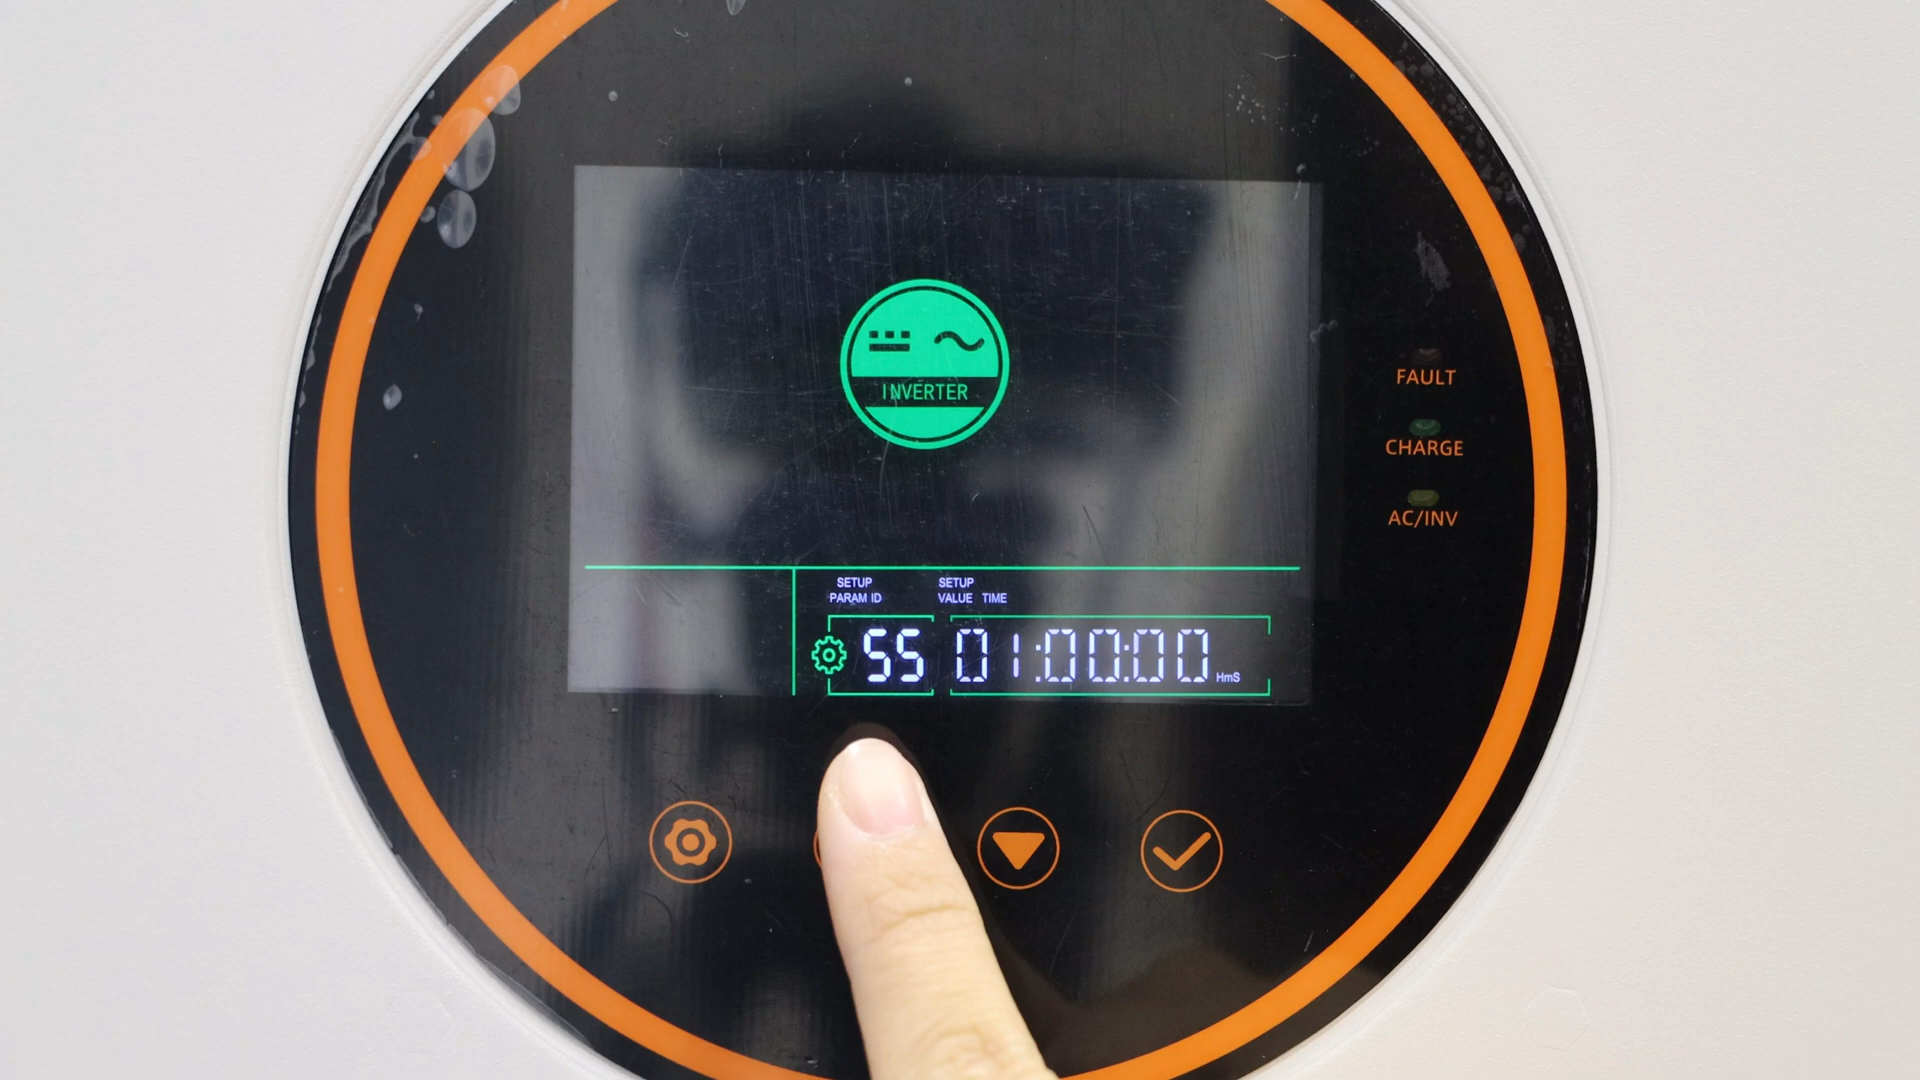 INVERTER
FAULT
CHARGE
AC/INV
SETUP SETUP
PARAM ID VALUE TIME
55 01:00:00 HmS